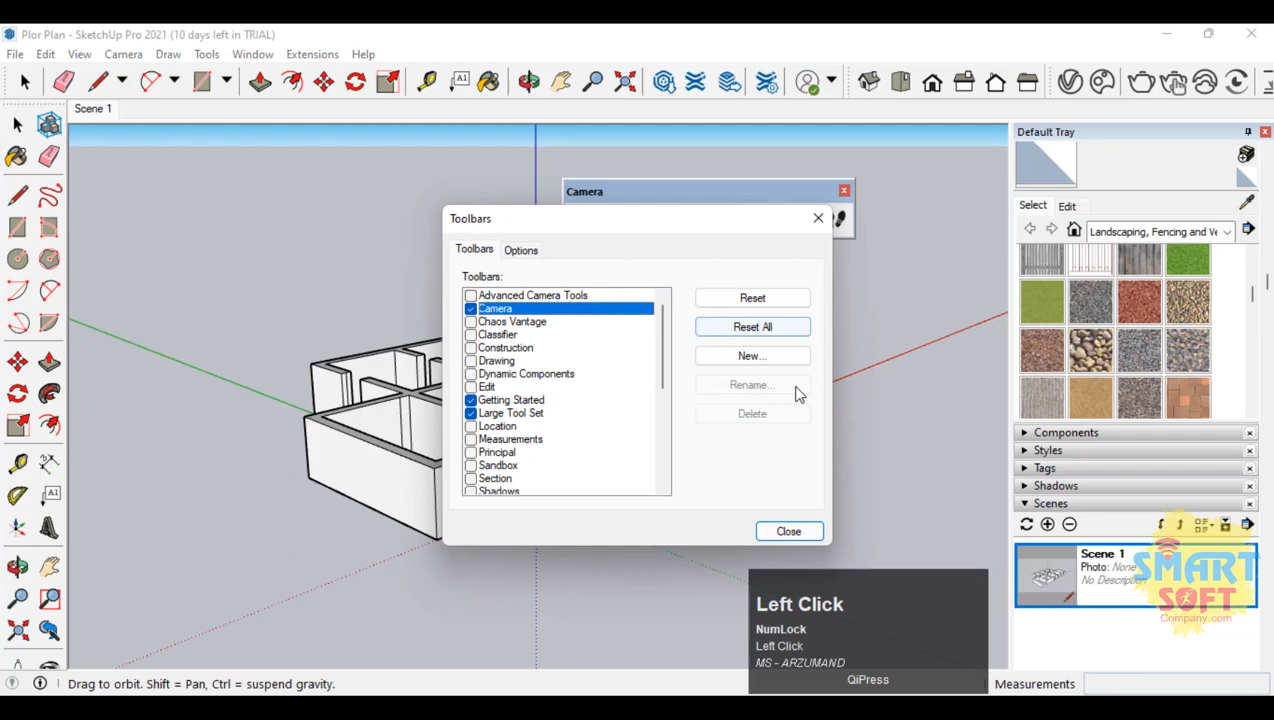 Plor Plan - SketchUp Pro 2021 (10 days left in TRIAL)
File Edit View Camera Draw Tools Window Extensions Help
A1
Scene 1
Default Tray
Camera
Toolbars
Select Edit
Toolbars Options
Landscaping, Fencing and Ve
Toolbars:
Advanced Camera Tools
Camera
Chaos Vantage
Classifier
Construction
Drawing
Dynamic Components
Edit
Getting Started
Large Tool Set
Location
Measurements
Principal
Sandbox
Section
Shadows
Reset
Reset All
New...
Rename...
Delete
Close
A1
Components
Styles
Tags
Shadows
Scenes
Scene 1
Photo: None
No Description
SMART
SOFT
Company.com
Left Click
NumLock
Left Click
MS - ARZUMAND
QiPress
Drag to orbit. Shift = Pan, Ctrl = suspend gravity.
Measurements